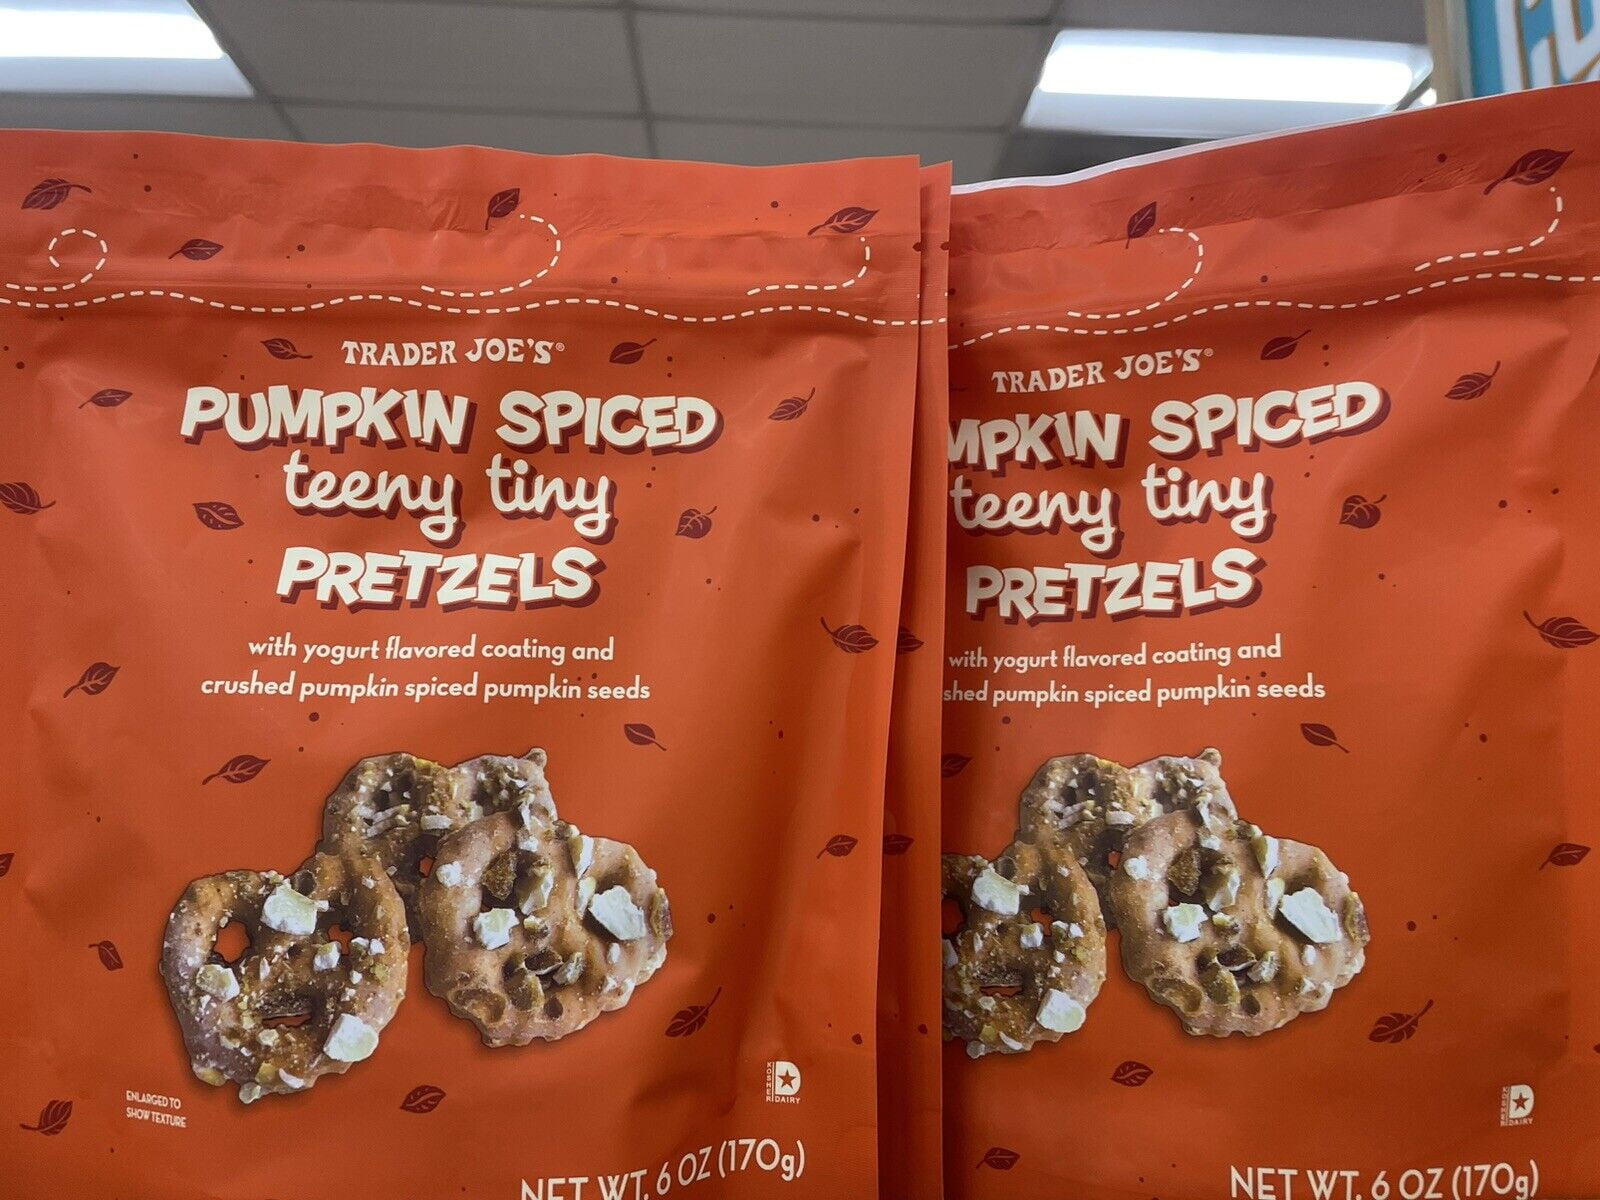 TRADER JOE'S®
PUMPKIN SPICED
teeny tiny
PRETZELS
with yogurt flavored coating and
crushed pumpkin spiced pumpkin seeds
ENLARGED TO
SHOW TEXTURE
KOSHER
D
DAIRY
NET WT. 6 OZ (170g)
TRADER JOE'S®
MPKIN SPICED
teeny tiny
PRETZELS
with yogurt flavored coating and
shed pumpkin spiced pumpkin seeds
D
DAIRY
NET WT. 6 OZ (170g)